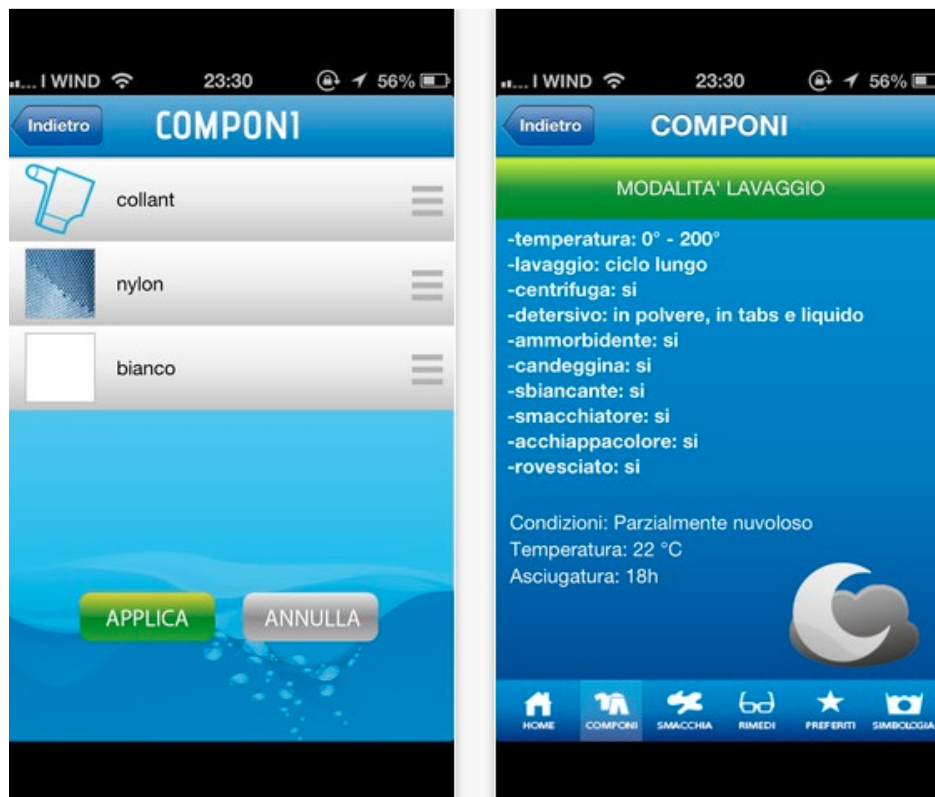 I WIND 23:30 56%
Indietro COMPONI
collant
nylon
bianco
APPLICA ANNULLA
I WIND 23:30 56%
Indietro COMPONI
MODALITA' LAVAGGIO
-temperatura: 0° - 200°
-lavaggio: ciclo lungo
-centrifuga: si
-detersivo: in polvere, in tabs e liquido
-ammorbidente: si
-candeggina: si
-sbiancante: si
-smacchiatore: si
-acchiappacolore: si
-rovesciato: si
Condizioni: Parzialmente nuvoloso
Temperatura: 22 °C
Asciugatura: 18h
HOME COMPONI SMACCHIA RIMEDI PREFERITI SIMBOLOGIA